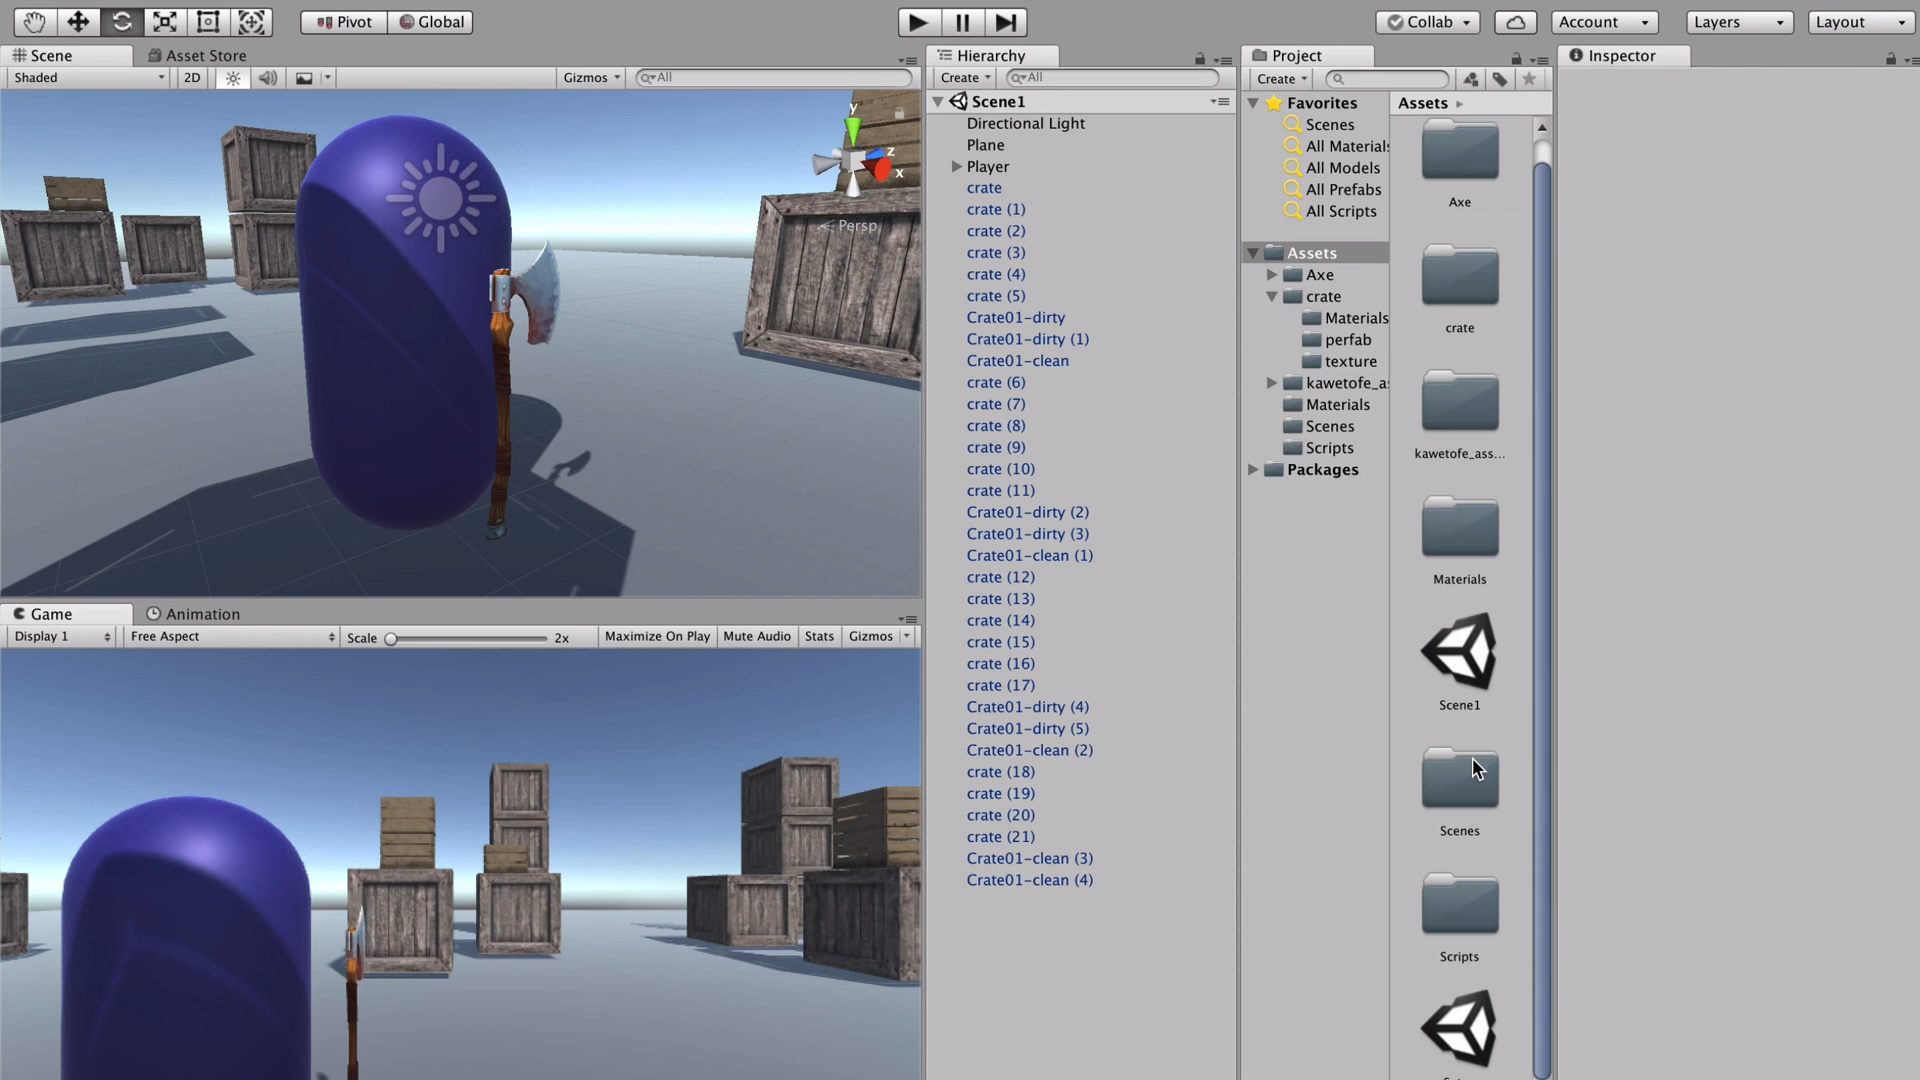 Pivot
Global
Collab
Account
Layers
Layout
Scene
Asset Store
Shaded
2D
Gizmos
All
y
z
x
Persp
Game
Animation
Display 1
Free Aspect
Scale
2x
Maximize On Play
Mute Audio
Stats
Gizmos
Hierarchy
Create
All
Scene1
Directional Light
Plane
Player
crate
crate (1)
crate (2)
crate (3)
crate (4)
crate (5)
Crate01-dirty
Crate01-dirty (1)
Crate01-clean
crate (6)
crate (7)
crate (8)
crate (9)
crate (10)
crate (11)
Crate01-dirty (2)
Crate01-dirty (3)
Crate01-clean (1)
crate (12)
crate (13)
crate (14)
crate (15)
crate (16)
crate (17)
Crate01-dirty (4)
Crate01-dirty (5)
Crate01-clean (2)
crate (18)
crate (19)
crate (20)
crate (21)
Crate01-clean (3)
Crate01-clean (4)
Project
Create
Favorites
Scenes
All Materials
All Models
All Prefabs
All Scripts
Assets
Axe
crate
Materials
perfab
texture
kawetofe_as
Materials
Scenes
Scripts
Packages
Assets
Axe
crate
kawetofe_ass...
Materials
Scene1
Scenes
Scripts
Inspector